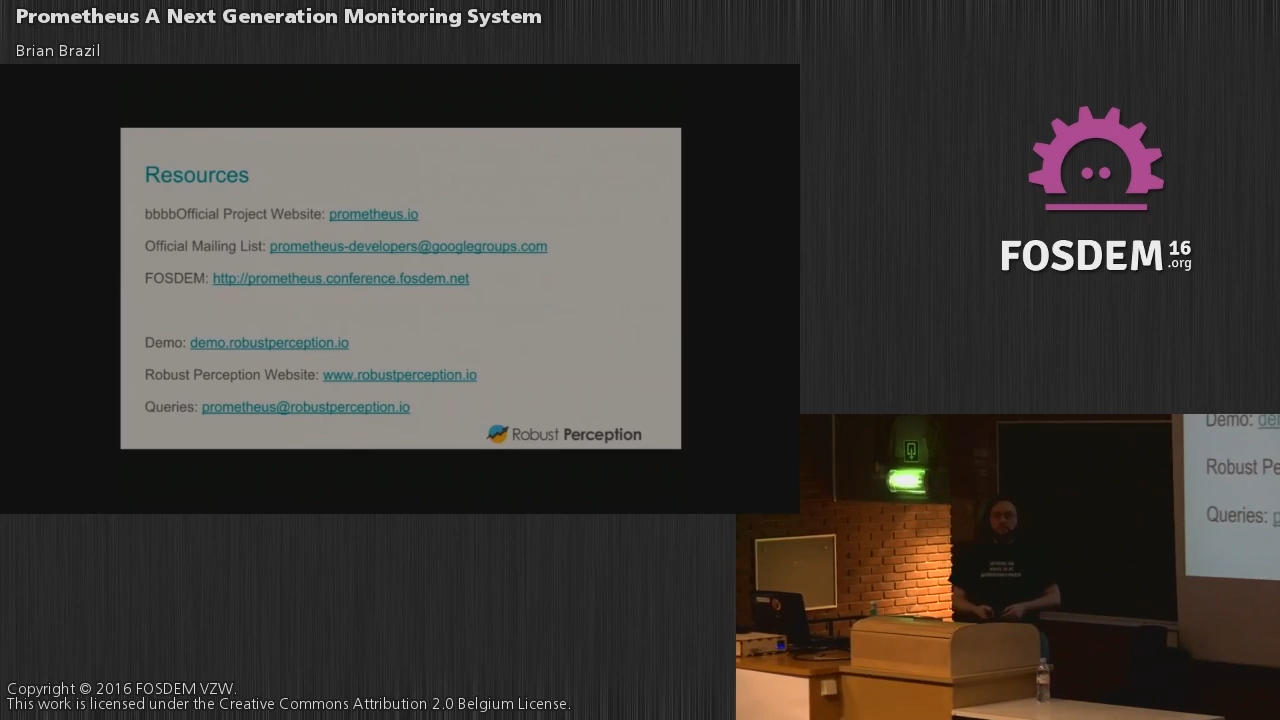 Prometheus A Next Generation Monitoring System
Brian Brazil
Resources
bbbbOfficial Project Website: prometheus.io
Official Mailing List: prometheus-developers@googlegroups.com
FOSDEM: http://prometheus.conference.fosdem.net
Demo: demo.robustperception.io
Robust Perception Website: www.robustperception.io
Queries: prometheus@robustperception.io
Robust Perception
FOSDEM 16
.org
Demo: de
Robust Pe
Queries: p
Copyright © 2016 FOSDEM VZW.
This work is licensed under the Creative Commons Attribution 2.0 Belgium License.